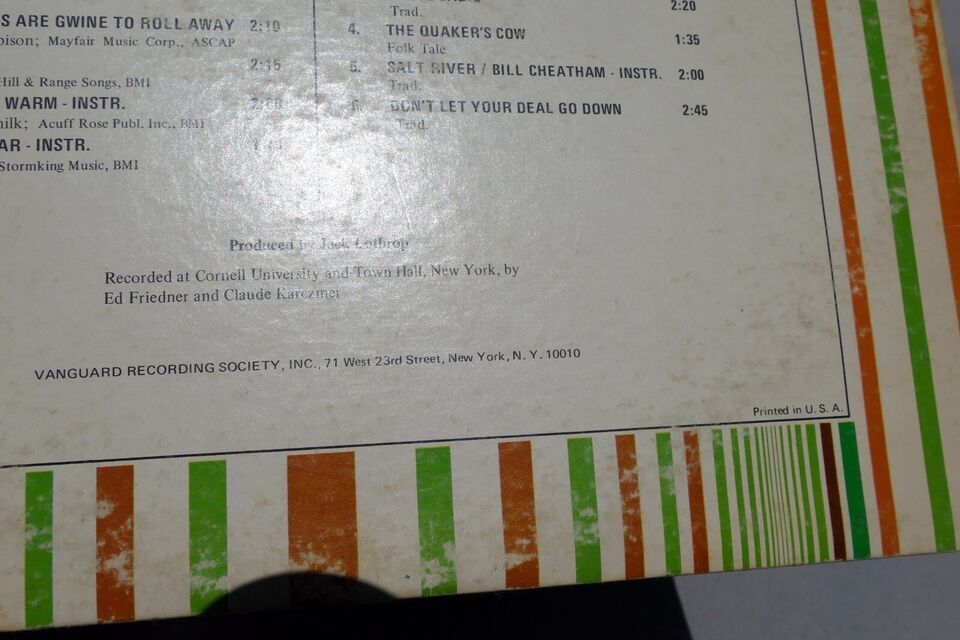 S ARE GWINE TO ROLL AWAY 2:10
bison; Mayfair Music Corp., ASCAP
2:15
Hill & Range Songs, BMI
WARM - INSTR.
milk; Acuff Rose Publ. Inc., BMI
AR - INSTR.
Stormking Music, BMI
Trad.
2:20
4. THE QUAKER'S COW 1:35
Folk Tale
5. SALT RIVER / BILL CHEATHAM - INSTR. 2:00
Trad.
6. DON'T LET YOUR DEAL GO DOWN 2:45
Trad.
Produced by Jack Lothrop
Recorded at Cornell University and Town Hall, New York, by
Ed Friedner and Claude Karczmer
VANGUARD RECORDING SOCIETY, INC., 71 West 23rd Street, New York, N. Y. 10010
Printed in U. S. A.